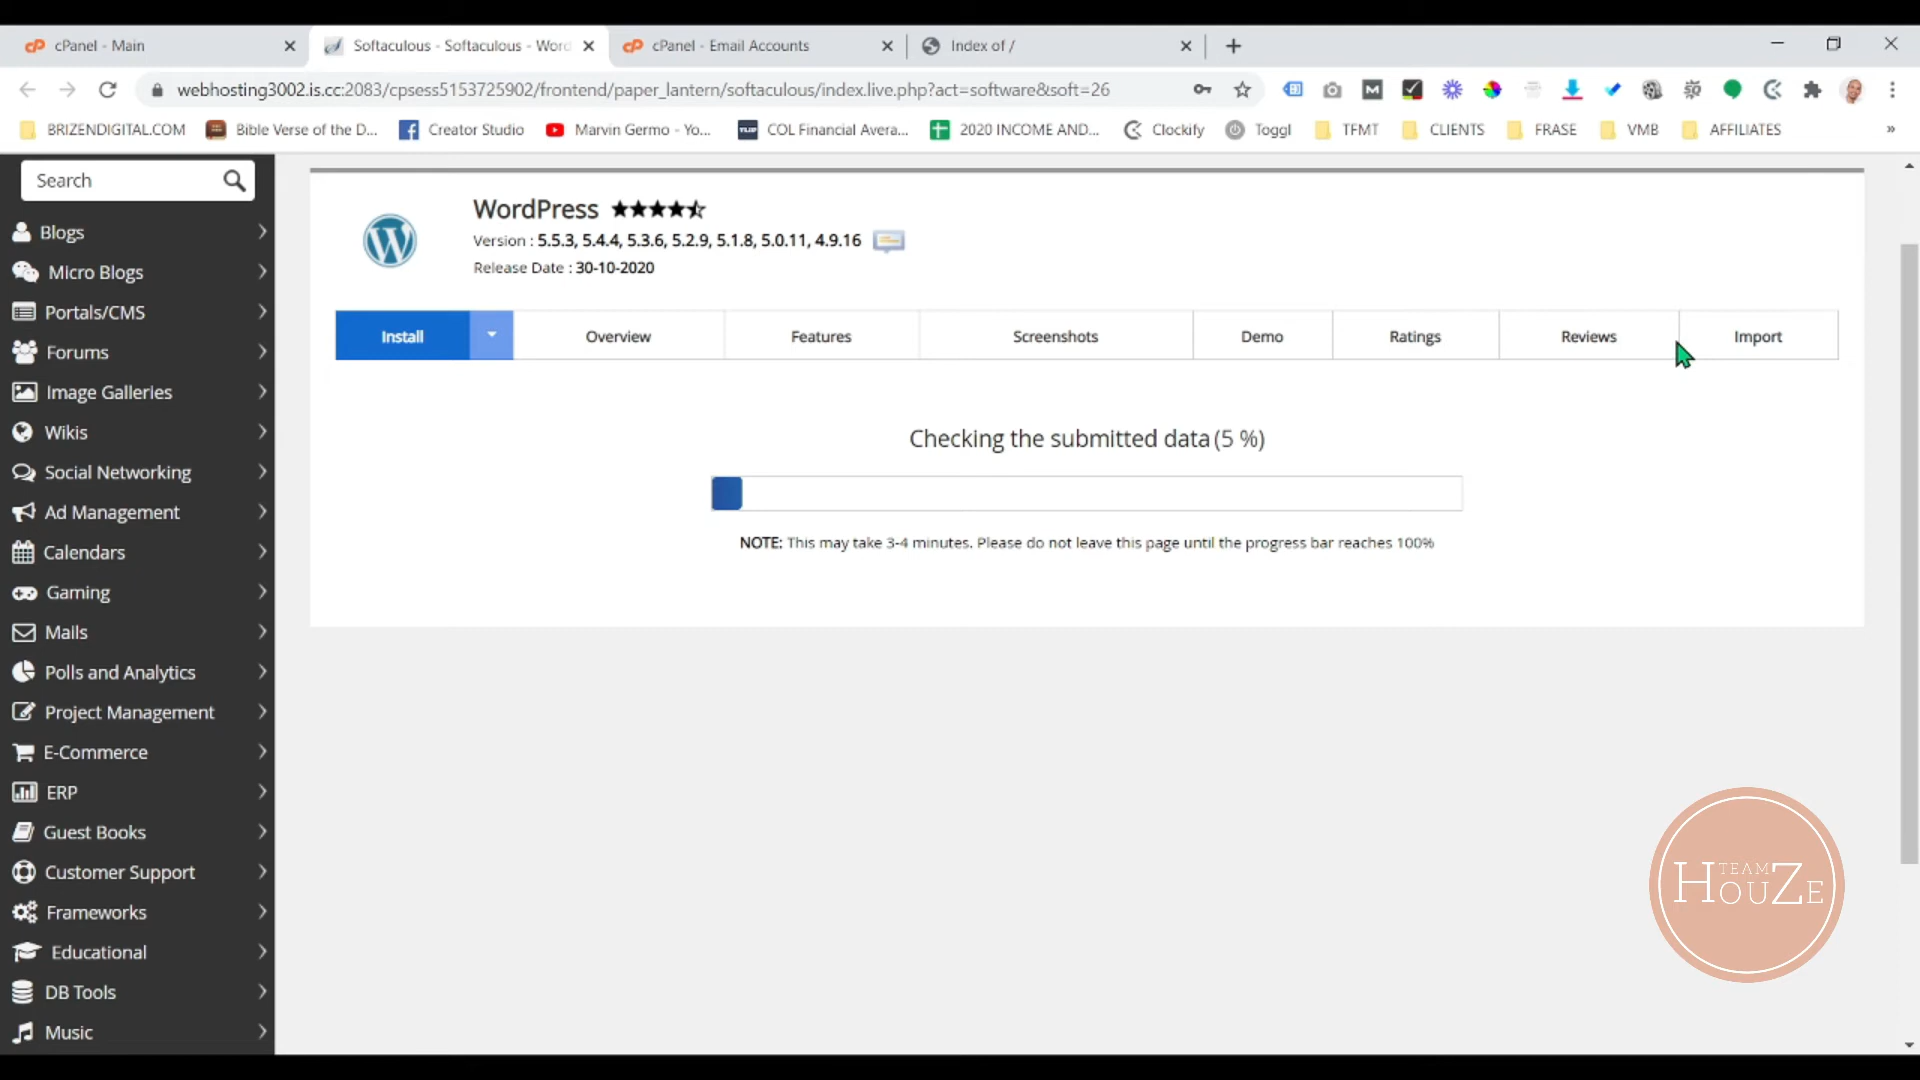 cPanel - Main
Softaculous - Softaculous - Word
cPanel - Email Accounts
Index of /
webhosting3002.is.cc:2083/cpsess5153725902/frontend/paper_lantern/softaculous/index.live.php?act=software&soft=26
BRIZENDIGITAL.COM
Bible Verse of the D...
Creator Studio
Marvin Germo - Yo...
COL Financial Avera...
2020 INCOME AND...
Clockify
Toggl
TFMT
CLIENTS
FRASE
VMB
AFFILIATES
»
Search
Blogs
Micro Blogs
Portals/CMS
Forums
Image Galleries
Wikis
Social Networking
Ad Management
Calendars
Gaming
Mails
Polls and Analytics
Project Management
E-Commerce
ERP
Guest Books
Customer Support
Frameworks
Educational
DB Tools
Music
WordPress
Version : 5.5.3, 5.4.4, 5.3.6, 5.2.9, 5.1.8, 5.0.11, 4.9.16
Release Date : 30-10-2020
Install
Overview
Features
Screenshots
Demo
Ratings
Reviews
Import
Checking the submitted data (5 %)
NOTE: This may take 3-4 minutes. Please do not leave this page until the progress bar reaches 100%
TEAM
HOUZE